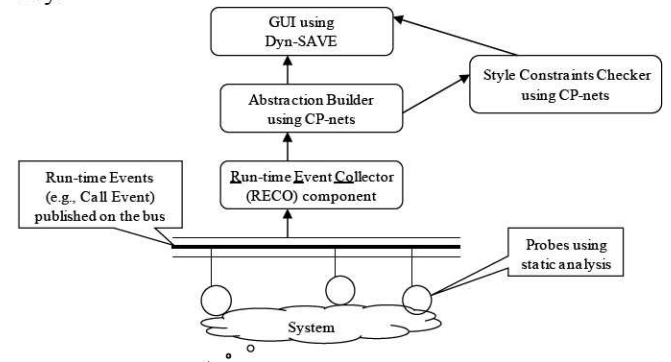 GUI using
Dyn-SAVE
Style Constraints Checker
using CP-nets
Abstraction Builder
using CP-nets
Run-time Event Collector
(RECO) component
Run-time Events
(e.g., Call Event)
published on the bus
Probes using
static analysis
System